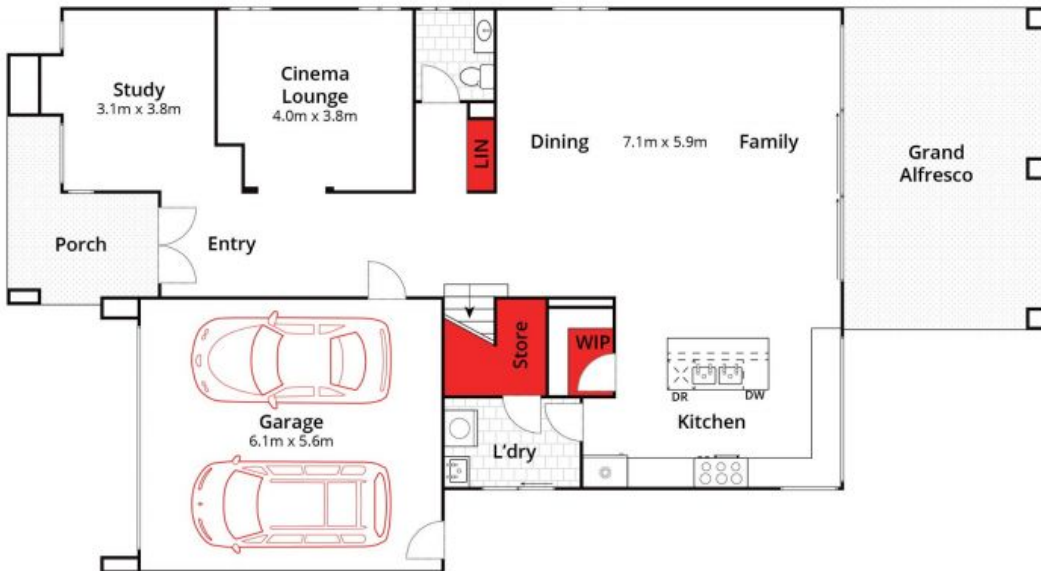 Study
3.1m x 3.8m
Cinema
Lounge
4.0m x 3.8m
LIN
Dining
7.1m x 5.9m
Family
Grand
Alfresco
Porch
Entry
Store
WIP
DR
DW
Kitchen
Garage
6.1m x 5.6m
L'dry